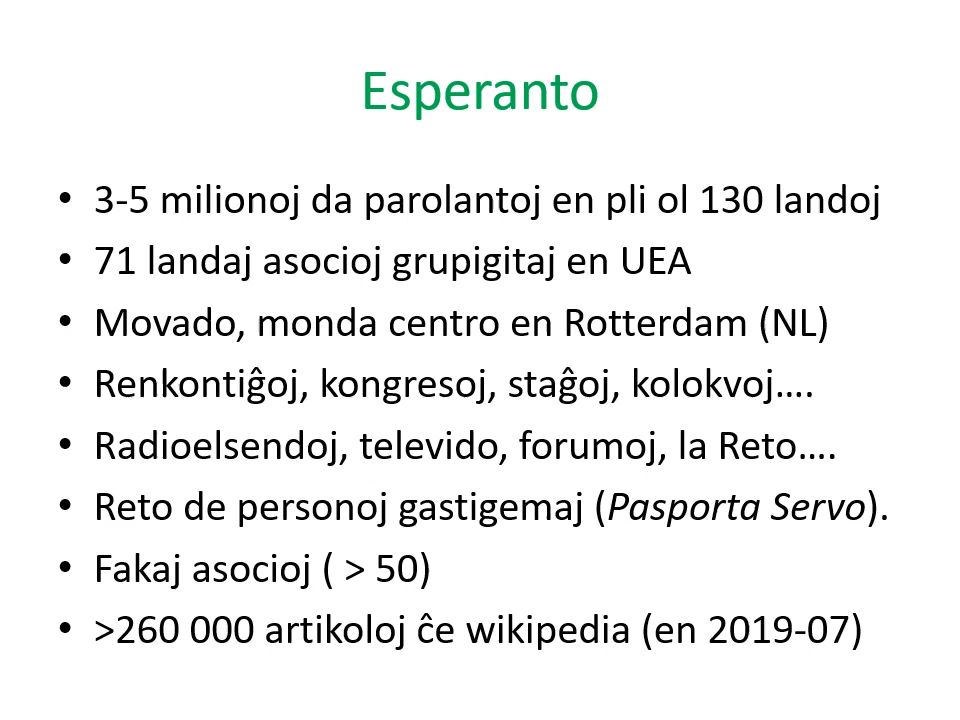 Esperanto
• 3-5 milionoj da parolantoj en pli ol 130 landoj
• 71 landaj asocioj grupigitaj en UEA
• Movado, monda centro en Rotterdam (NL)
• Renkontiĝoj, kongresoj, staĝoj, kolokvoj….
• Radioelsendoj, televido, forumoj, la Reto….
• Reto de personoj gastigemaj (Pasporta Servo).
• Fakaj asocioj ( > 50)
• >260 000 artikoloj ĉe wikipedia (en 2019-07)